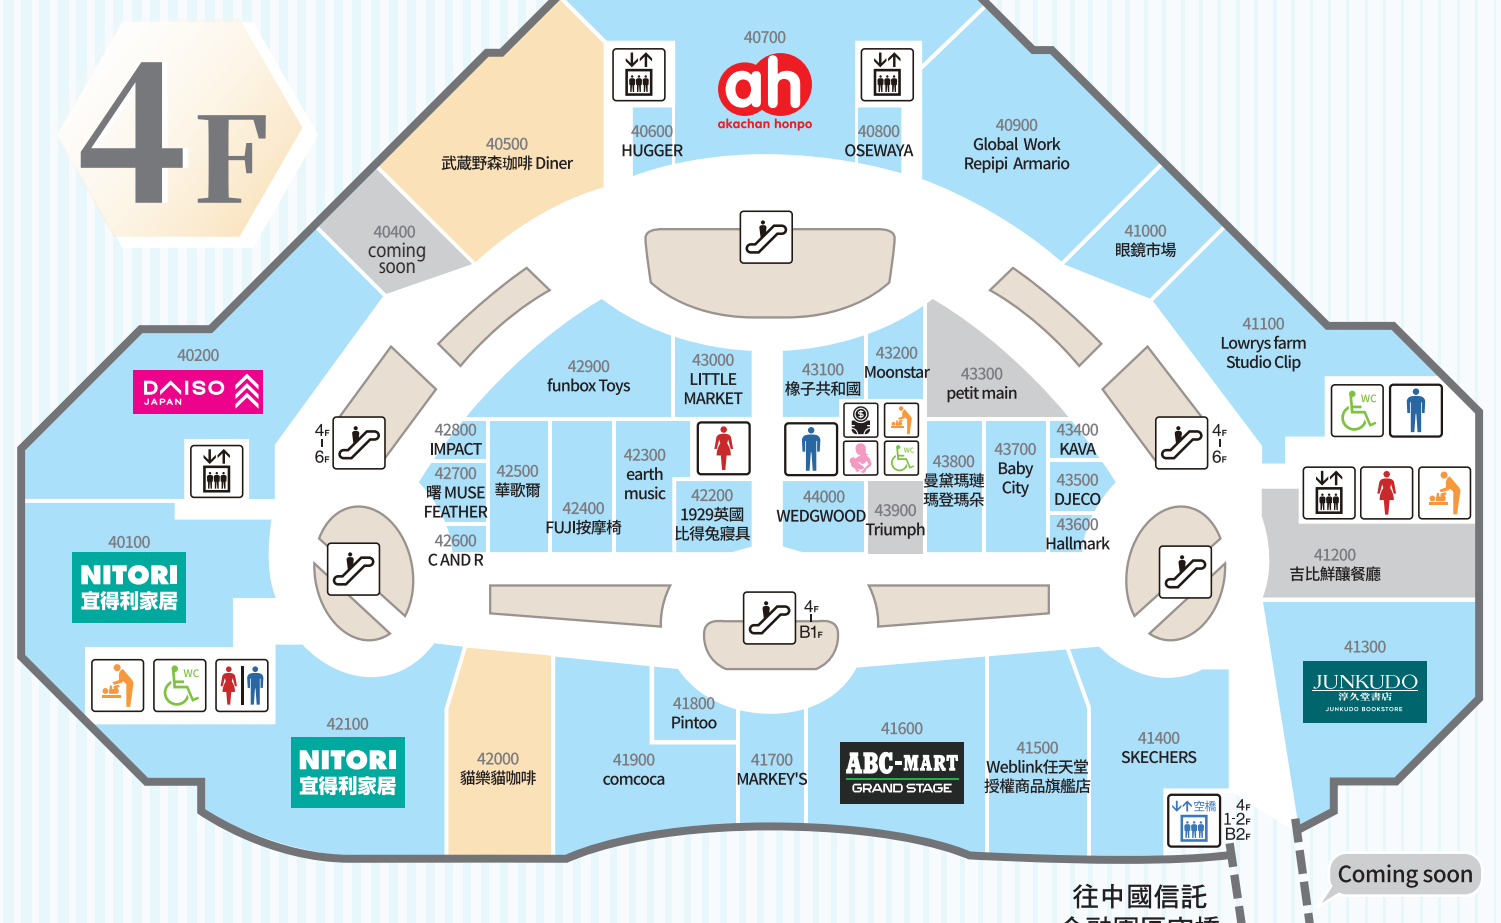 4F
40700
ah
akachan honpo
40500
武蔵野森珈琲 Diner
40600
HUGGER
40800
OSEWAYA
40900
Global Work
Repipi Armario
40400
coming
soon
41000
眼鏡市場
41100
Lowrys farm
Studio Clip
40200
DAISO
JAPAN
42900
funbox Toys
43000
LITTLE
MARKET
43100
橡子共和國
43200
Moonstar
43300
petit main
4F
6F
4F
6F
WC
42800
IMPACT
42700
曙 MUSE
FEATHER
42600
C AND R
42500
華歌爾
42400
FUJI按摩椅
42300
earth
music
42200
1929英國
比得兔寢具
$
WC
44000
WEDGWOOD
43900
Triumph
43800
曼黛瑪璉
瑪登瑪朵
43700
Baby
City
43400
KAVA
43500
DJECO
43600
Hallmark
40100
NITORI
宜得利家居
41200
吉比鮮釀餐廳
4F
B1F
WC
41300
JUNKUDO
淳久堂書店
JUNKUDO BOOKSTORE
42100
NITORI
宜得利家居
42000
貓樂貓咖啡
41900
comcoca
41800
Pintoo
41700
MARKEY'S
41600
ABC-MART
GRAND STAGE
41500
Weblink任天堂
授權商品旗艦店
41400
SKECHERS
空橋
4F
1-2F
B2F
Coming soon
往中國信託